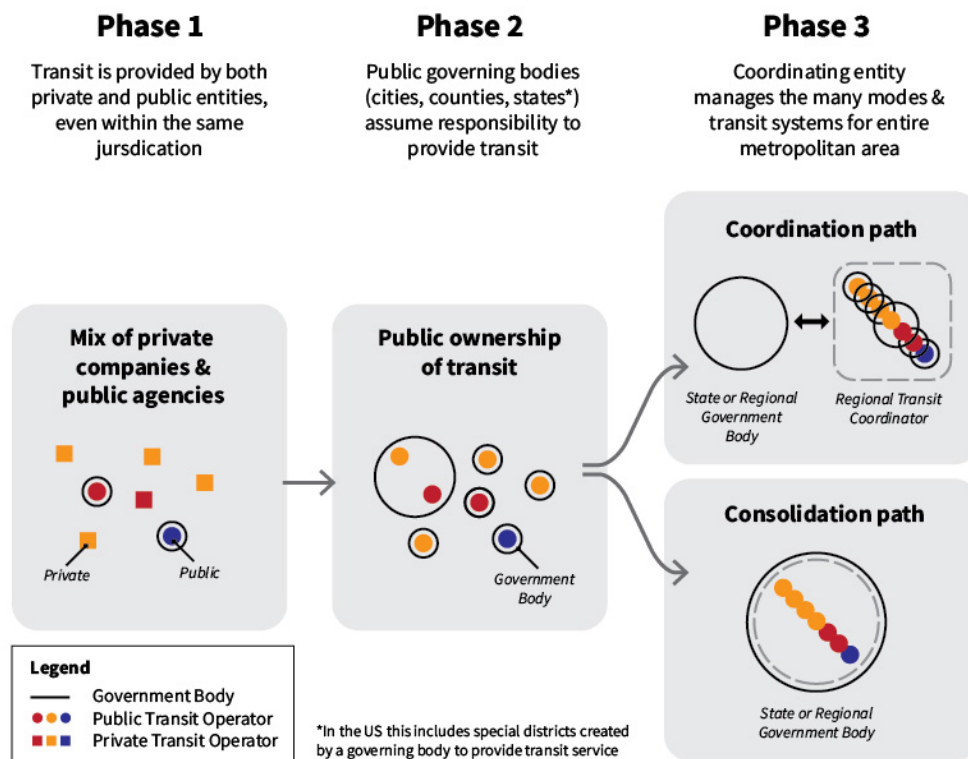 Phase 1
Transit is provided by both
private and public entities,
even within the same
jursdication
Phase 2
Public governing bodies
(cities, counties, states*)
assume responsibility to
provide transit
Phase 3
Coordinating entity
manages the many modes &
transit systems for entire
metropolitan area
Mix of private
companies &
public agencies
Private
Public
Public ownership
of transit
Government
Body
Coordination path
State or Regional
Government
Body
Regional Transit
Coordinator
Consolidation path
State or Regional
Government Body
Legend
Government Body
Public Transit Operator
Private Transit Operator
*In the US this includes special districts created
by a governing body to provide transit service